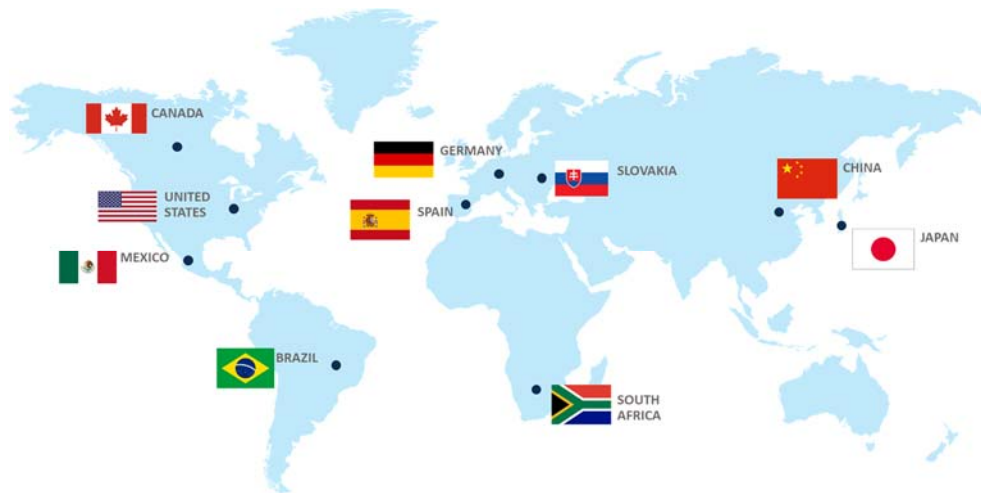 CANADA
GERMANY
SLOVAKIA
CHINA
UNITED
STATES
SPAIN
JAPAN
MEXICO
BRAZIL
SOUTH
AFRICA